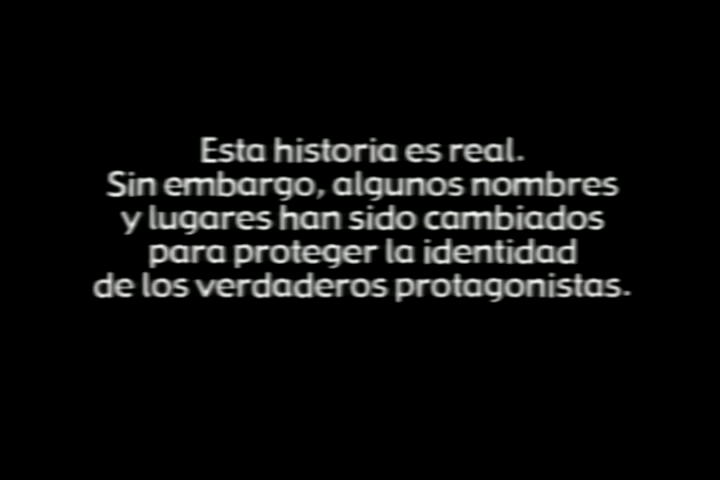 Esta historia es real.
Sin embargo, algunos nombres
y lugares han sido cambiados
para proteger la identidad
de los verdaderos protagonistas.